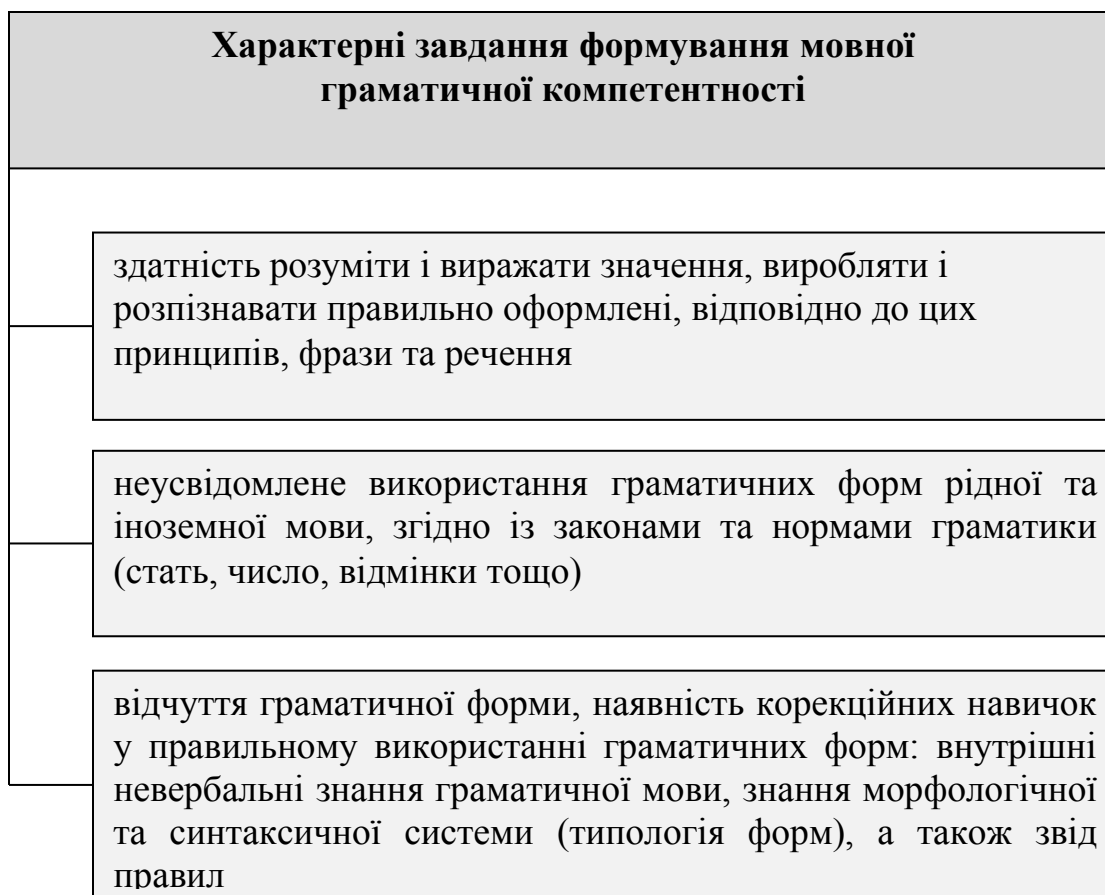 Характерні завдання формування мовної
граматичної компетентності
здатність розуміти і виражати значення, виробляти і
розпізнавати правильно оформлені, відповідно до цих
принципів, фрази та речення
неусвідомлене використання граматичних форм рідної та
іноземної мови, згідно із законами та нормами граматики
(стать, число, відмінки тощо)
відчуття граматичної форми, наявність корекційних навичок
у правильному використанні граматичних форм: внутрішні
невербальні знання граматичної мови, знання морфологічної
та синтаксичної системи (типологія форм), а також звід
правил